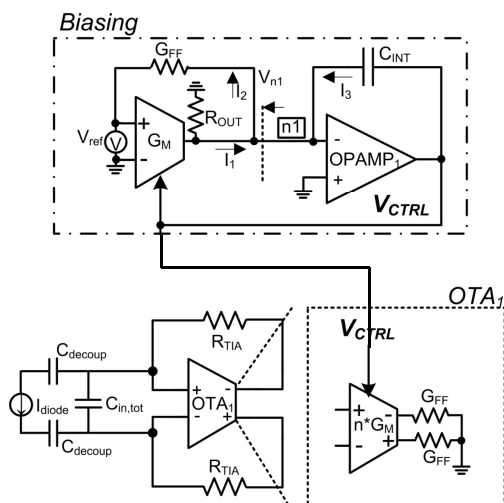 Biasing
G_FF
V_n1
I_2
R_OUT
C_INT
I_3
n1
V_ref
V
+
-
G_M
I_1
-
+
OPAMP_1
V_CTRL
OTA_1
V_CTRL
R_TIA
C_decoup
I_diode
C_in,tot
C_decoup
+ -
OTA_1
- +
R_TIA
+ -
n*G_M
- +
G_FF
G_FF